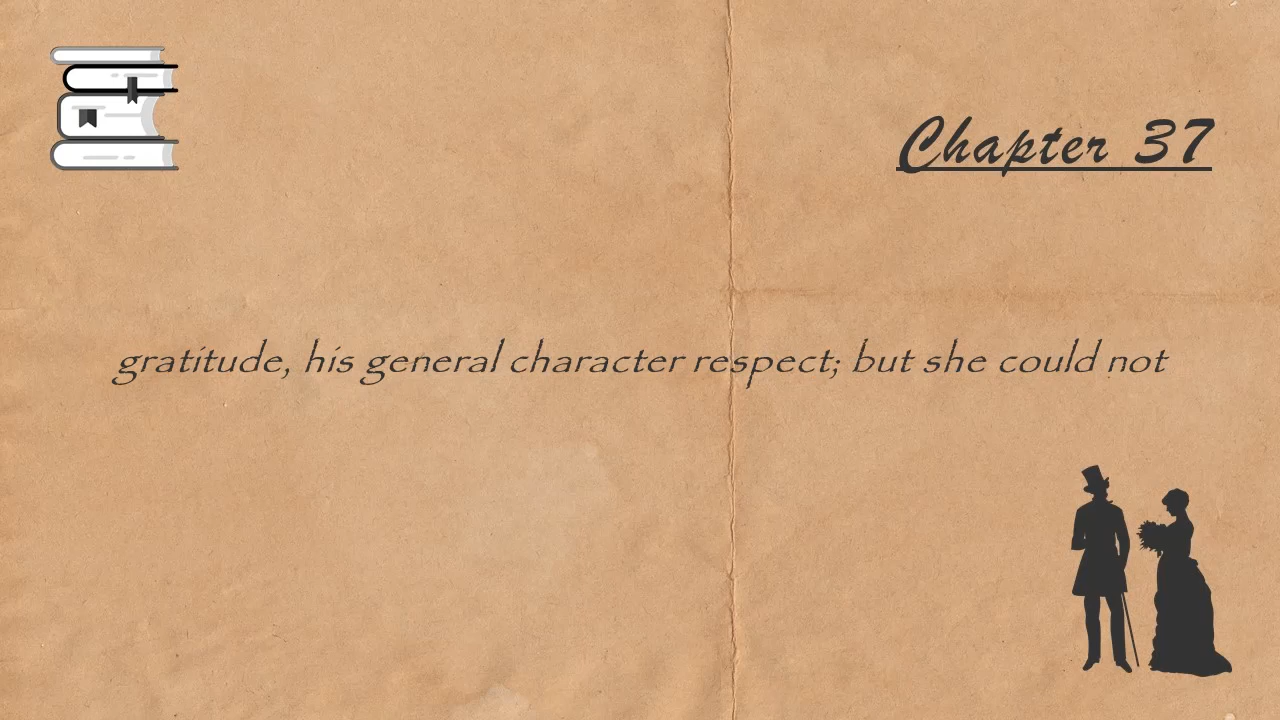 Chapter 37
gratitude, his general character respect; but she could not